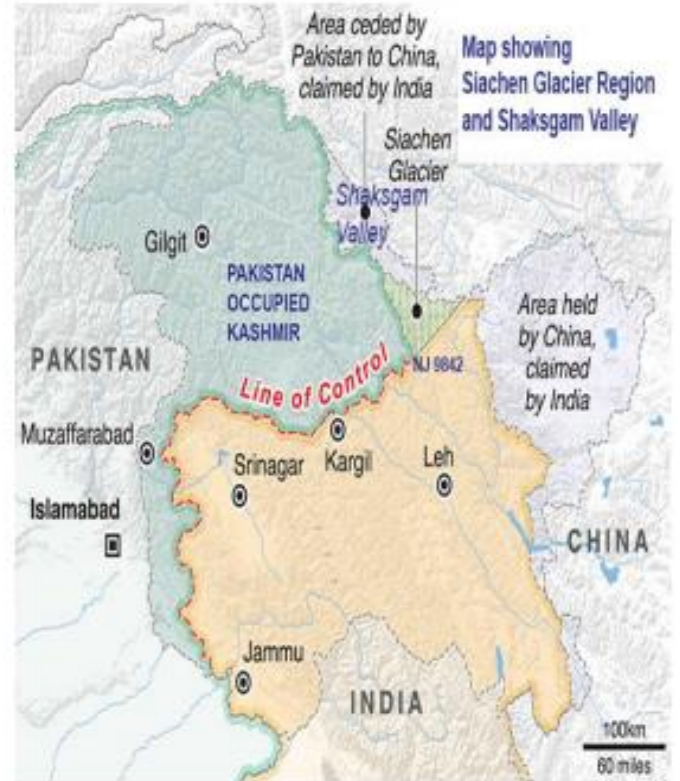 Area ceded by
Pakistan to China,
claimed by India
Map showing
Siachen Glacier Region
and Shaksgam Valley
Siachen
Glacier
Shaksgam
Valley
Gilgit
PAKISTAN
OCCUPIED
KASHMIR
Area held
by China,
claimed
by India
PAKISTAN
NJ 9842
Line of Control
Muzaffarabad
Srinagar
Kargil
Leh
Islamabad
CHINA
Jammu
INDIA
100km
60 miles